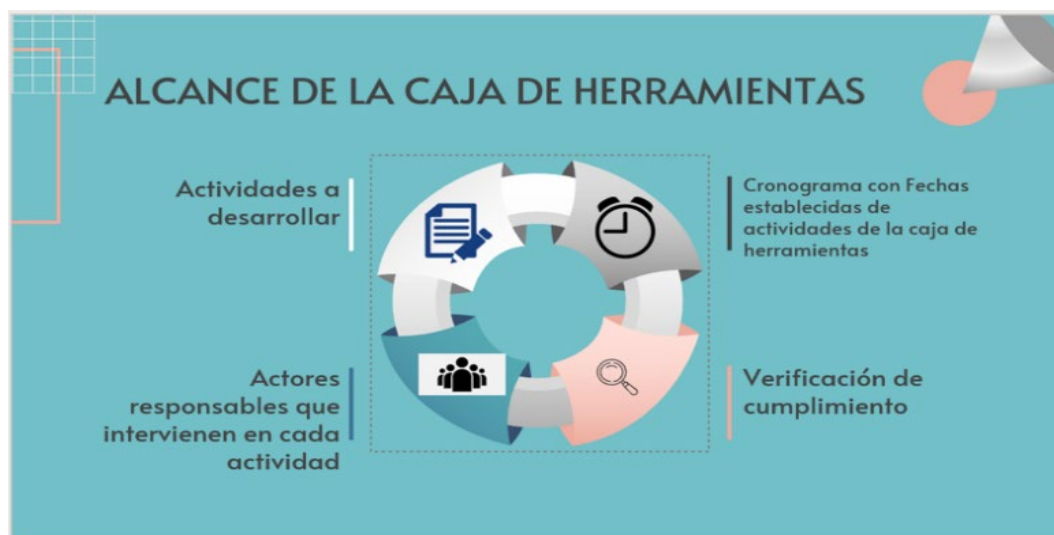 ALCANCE DE LA CAJA DE HERRAMIENTAS
Actividades a
desarrollar
Cronograma con Fechas
establecidas de
actividades de la caja de
herramientas
Actores
responsables que
intervienen en cada
actividad
Verificación de
cumplimiento